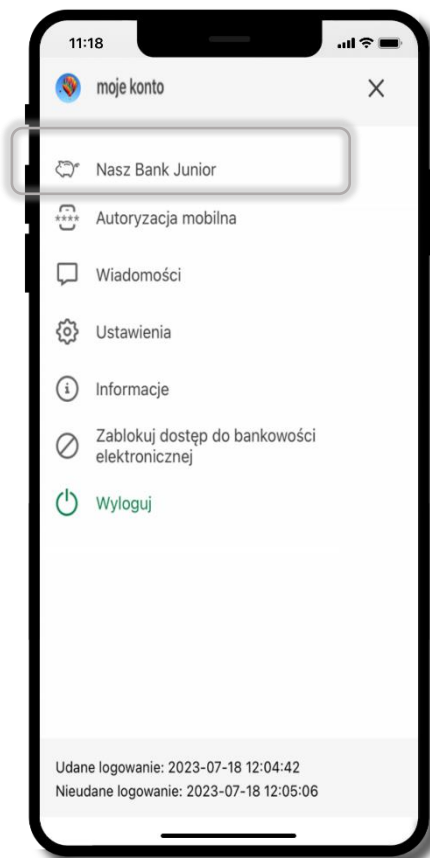 11:18
moje konto
Nasz Bank Junior
Autoryzacja mobilna
Wiadomości
Ustawienia
Informacje
Zablokuj dostęp do bankowości
elektronicznej
Wyloguj
Udane logowanie: 2023-07-18 12:04:42
Nieudane logowanie: 2023-07-18 12:05:06